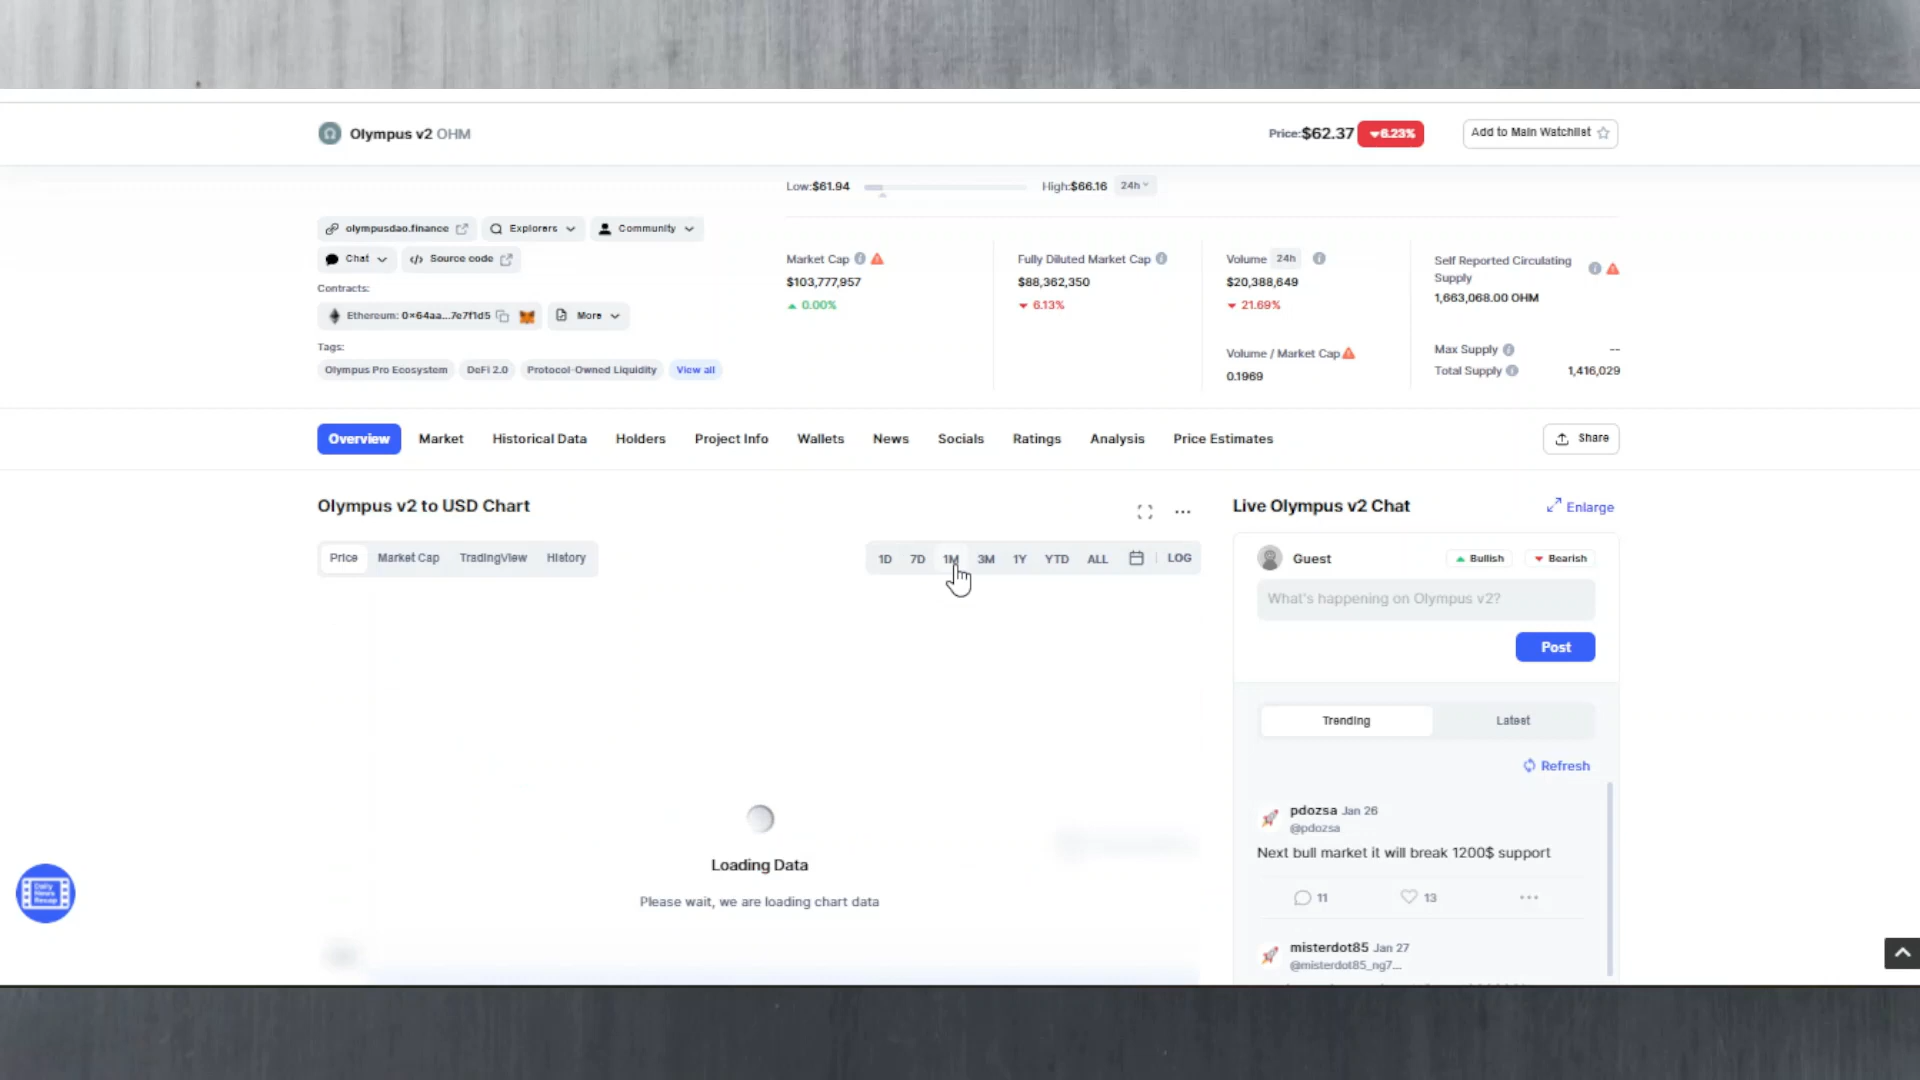 Olympus v2 OHM
Price:$62.37 ▾6.23%
Add to Main Watchlist
Low:$61.94
High:$66.16 24h
olympusdao.finance
Explorers
Community
Chat
Source code
Contracts:
Ethereum: 0x64aa...7e7f1d5
More
Tags:
Olympus Pro Ecosystem
DeFi 2.0
Protocol-Owned Liquidity
View all
Market Cap
$103,777,957
0.00%
Fully Diluted Market Cap
$88,362,350
6.13%
Volume 24h
$20,388,649
21.69%
Volume / Market Cap
0.1969
Self Reported Circulating
Supply
1,663,068.00 OHM
Max Supply --
Total Supply 1,416,029
Overview
Market
Historical Data
Holders
Project Info
Wallets
News
Socials
Ratings
Analysis
Price Estimates
Share
Olympus v2 to USD Chart
Price
Market Cap
TradingView
History
1D
7D
1M
3M
1Y
YTD
ALL
LOG
Loading Data
Please wait, we are loading chart data
Live Olympus v2 Chat
Enlarge
Guest
Bullish
Bearish
What's happening on Olympus v2?
Post
Trending
Latest
Refresh
pdozsa Jan 26
@pdozsa
Next bull market it will break 1200$ support
11
13
misterdot85 Jan 27
@misterdot85_ng7...
Daily
News
Recap